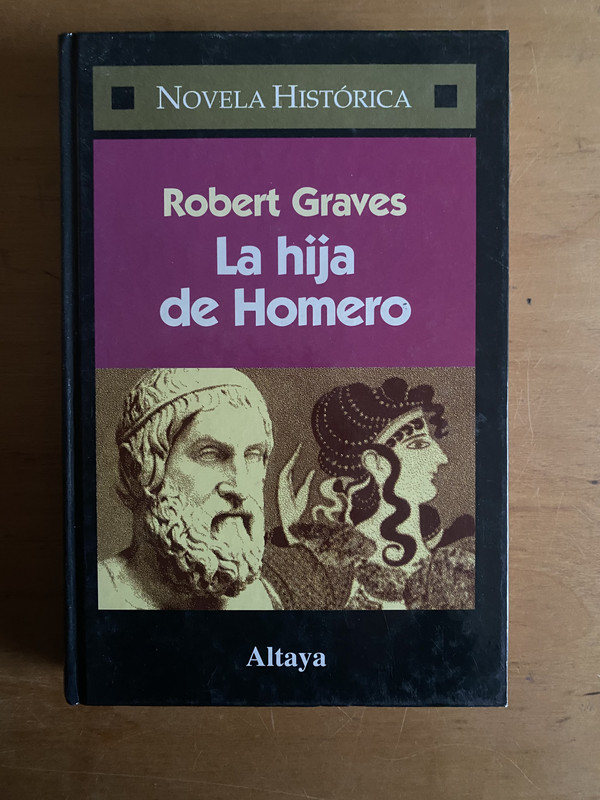 NOVELA HISTÓRICA
Robert Graves
La hija
de Homero
Altaya